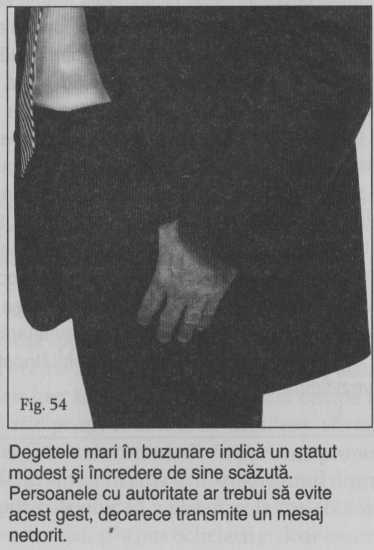 Fig. 54
Degetele mari în buzunare indică un statut
modest şi încredere de sine scăzută.
Persoanele cu autoritate ar trebui să evite
acest gest, deoarece transmite un mesaj
nedorit.